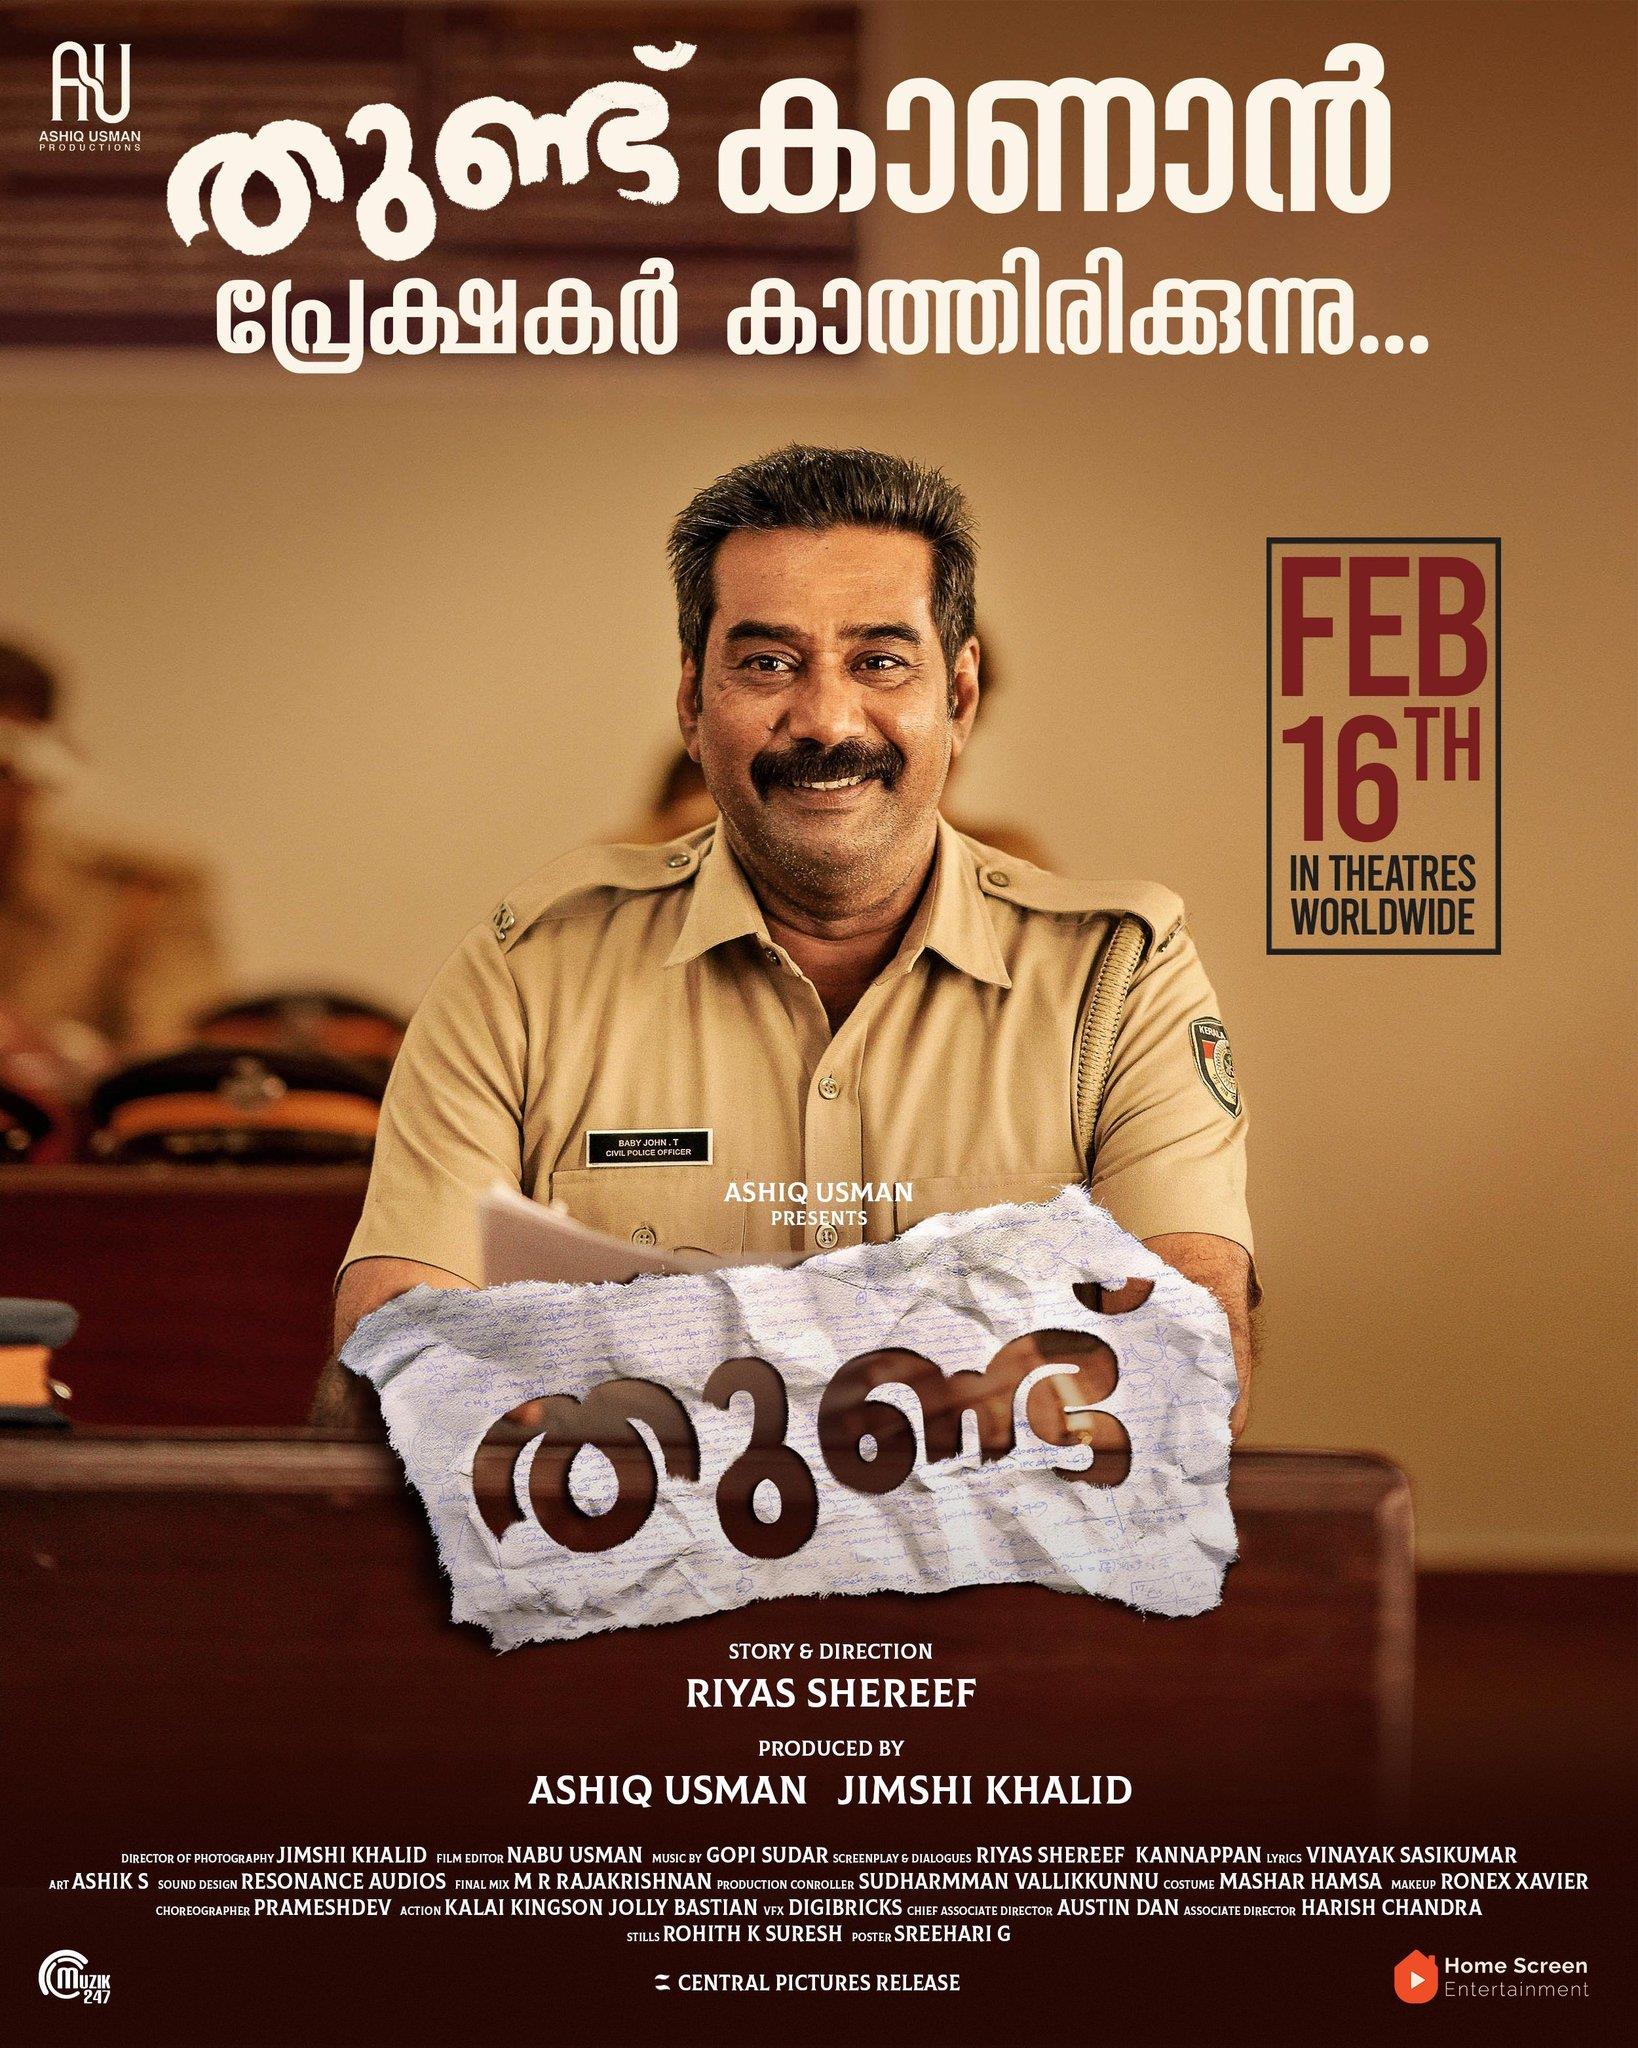 AU
ASHIQ USMAN
PRODUCTIONS
തുണ്ട് കാണാൻ
പ്രേക്ഷകർ കാത്തിരിക്കുന്നു...
FEB
16TH
IN THEATRES
WORLDWIDE
KERALA
BABY JOHN . T
CIVIL POLICE OFFICER
ASHIQ USMAN
PRESENTS
തുണ്ട്
STORY & DIRECTION
RIYAS SHEREEF
PRODUCED BY
ASHIQ USMAN JIMSHI KHALID
DIRECTOR OF PHOTOGRAPHY JIMSHI KHALID FILM EDITOR NABU USMAN MUSIC BY GOPI SUDAR SCREENPLAY & DIALOGUES RIYAS SHEREEF KANNAPPAN LYRICS VINAYAK SASIKUMAR
ART ASHIK S SOUND DESIGN RESONANCE AUDIOS FINAL MIX M R RAJAKRISHNAN PRODUCTION CONROLLER SUDHARMMAN VALLIKKUNNU COSTUME MASHAR HAMSA MAKEUP RONEX XAVIER
CHOREOGRAPHER PRAMESHDEV ACTION KALAI KINGSON JOLLY BASTIAN VFX DIGIBRICKS CHIEF ASSOCIATE DIRECTOR AUSTIN DAN ASSOCIATE DIRECTOR HARISH CHANDRA
STILLS ROHITH K SURESH POSTER SREEHARI G
MUZIK
247
CENTRAL PICTURES RELEASE
Home Screen
Entertainment